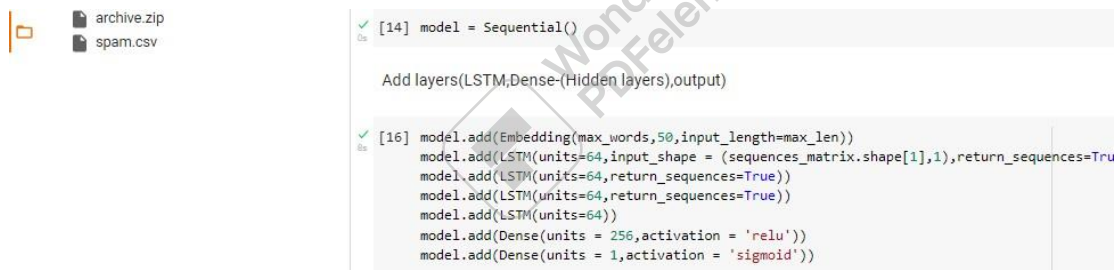 archive.zip
spam.csv
[14] model = Sequential()
0s
Add layers(LSTM,Dense-(Hidden layers),output)
[16] model.add(Embedding(max_words,50,input_length=max_len))
model.add(LSTM(units=64,input_shape = (sequences_matrix.shape[1],1),return_sequences=Tru
model.add(LSTM(units=64,return_sequences=True))
model.add(LSTM(units=64,return_sequences=True))
model.add(LSTM(units=64))
model.add(Dense(units = 256,activation = 'relu'))
model.add(Dense(units = 1,activation = 'sigmoid'))
Wond
PDFelem